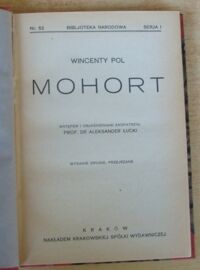 Nr. 52 BIBLJOTEKA NARODOWA SERJA I
WINCENTY POL
MOHORT
WSTĘPEM I OBJAŚNIENIAMI ZAOPATRZYŁ
PROF. DR ALEKSANDER ŁUCKI
WYDANIE DRUGIE, PRZEJRZANE
KRAKÓW
NAKŁADEM KRAKOWSKIEJ SPÓŁKI WYDAWNICZEJ